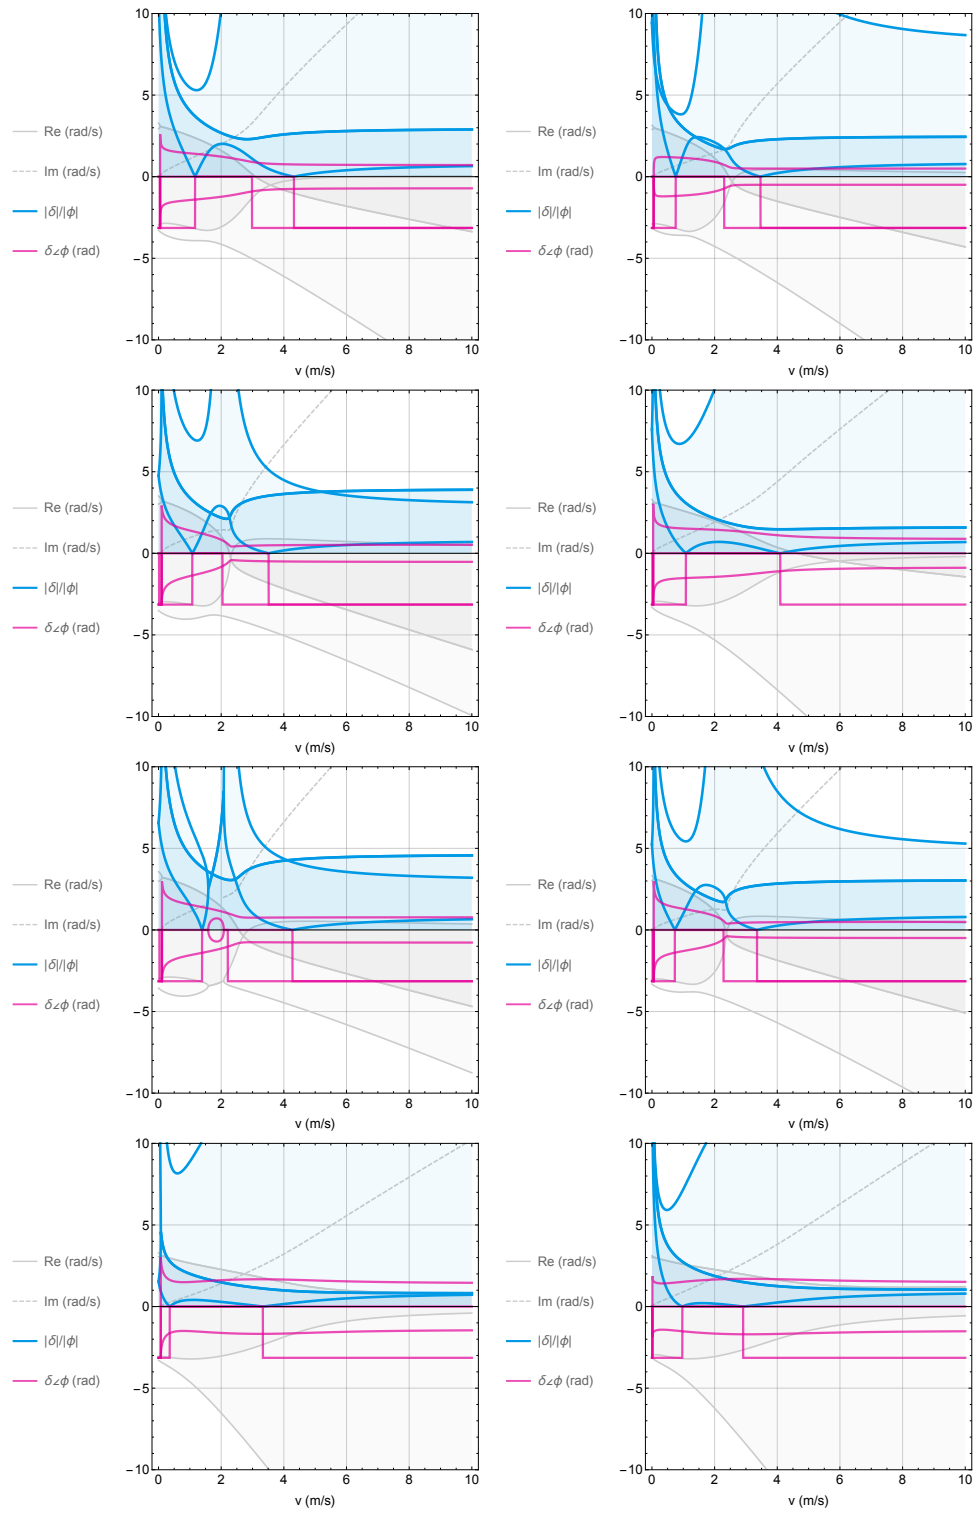 10
5
0
−5
−10
0 2 4 6 8 10
v (m/s)
Re (rad/s)
Im (rad/s)
|δ|/|ϕ|
δ∠ϕ (rad)
10
5
0
−5
−10
0 2 4 6 8 10
v (m/s)
Re (rad/s)
Im (rad/s)
|δ|/|ϕ|
δ∠ϕ (rad)
10
5
0
−5
−10
0 2 4 6 8 10
v (m/s)
Re (rad/s)
Im (rad/s)
|δ|/|ϕ|
δ∠ϕ (rad)
10
5
0
−5
−10
0 2 4 6 8 10
v (m/s)
Re (rad/s)
Im (rad/s)
|δ|/|ϕ|
δ∠ϕ (rad)
10
5
0
−5
−10
0 2 4 6 8 10
v (m/s)
Re (rad/s)
Im (rad/s)
|δ|/|ϕ|
δ∠ϕ (rad)
10
5
0
−5
−10
0 2 4 6 8 10
v (m/s)
Re (rad/s)
Im (rad/s)
|δ|/|ϕ|
δ∠ϕ (rad)
10
5
0
−5
−10
0 2 4 6 8 10
v (m/s)
Re (rad/s)
Im (rad/s)
|δ|/|ϕ|
δ∠ϕ (rad)
10
5
0
−5
−10
0 2 4 6 8 10
v (m/s)
Re (rad/s)
Im (rad/s)
|δ|/|ϕ|
δ∠ϕ (rad)